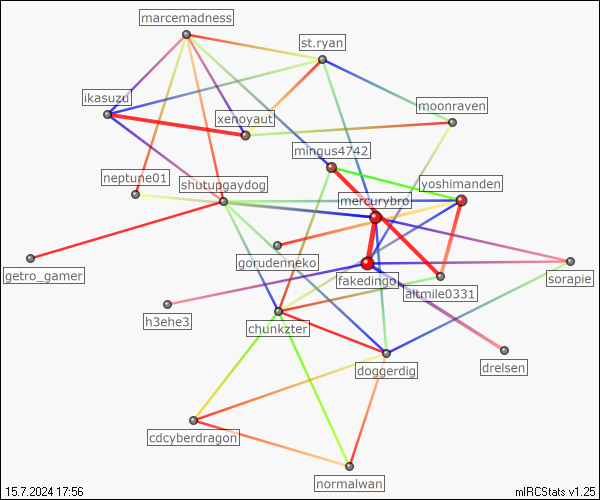 marcemadness
st.ryan
ikasuzu
moonraven
xenoyaut
mingus4742
neptune01
shutupgaydog
yoshimanden
mercurybro
getro_gamer
gorudenneko
fakedingo
altmile0331
sorapie
h3ehe3
chunkzter
doggerdig
drelsen
cdcyberdragon
normalwan
15.7.2024 17:56
mIRCStats v1.25